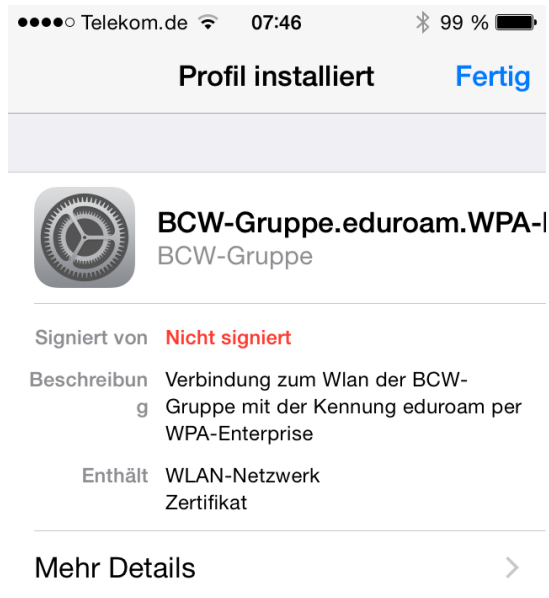 Telekom.de 07:46 99 %
Profil installiert Fertig
BCW-Gruppe.eduroam.WPA-
BCW-Gruppe
Signiert von Nicht signiert
Beschreibun Verbindung zum Wlan der BCW-
g Gruppe mit der Kennung eduroam per
WPA-Enterprise
Enthält WLAN-Netzwerk
Zertifikat
Mehr Details